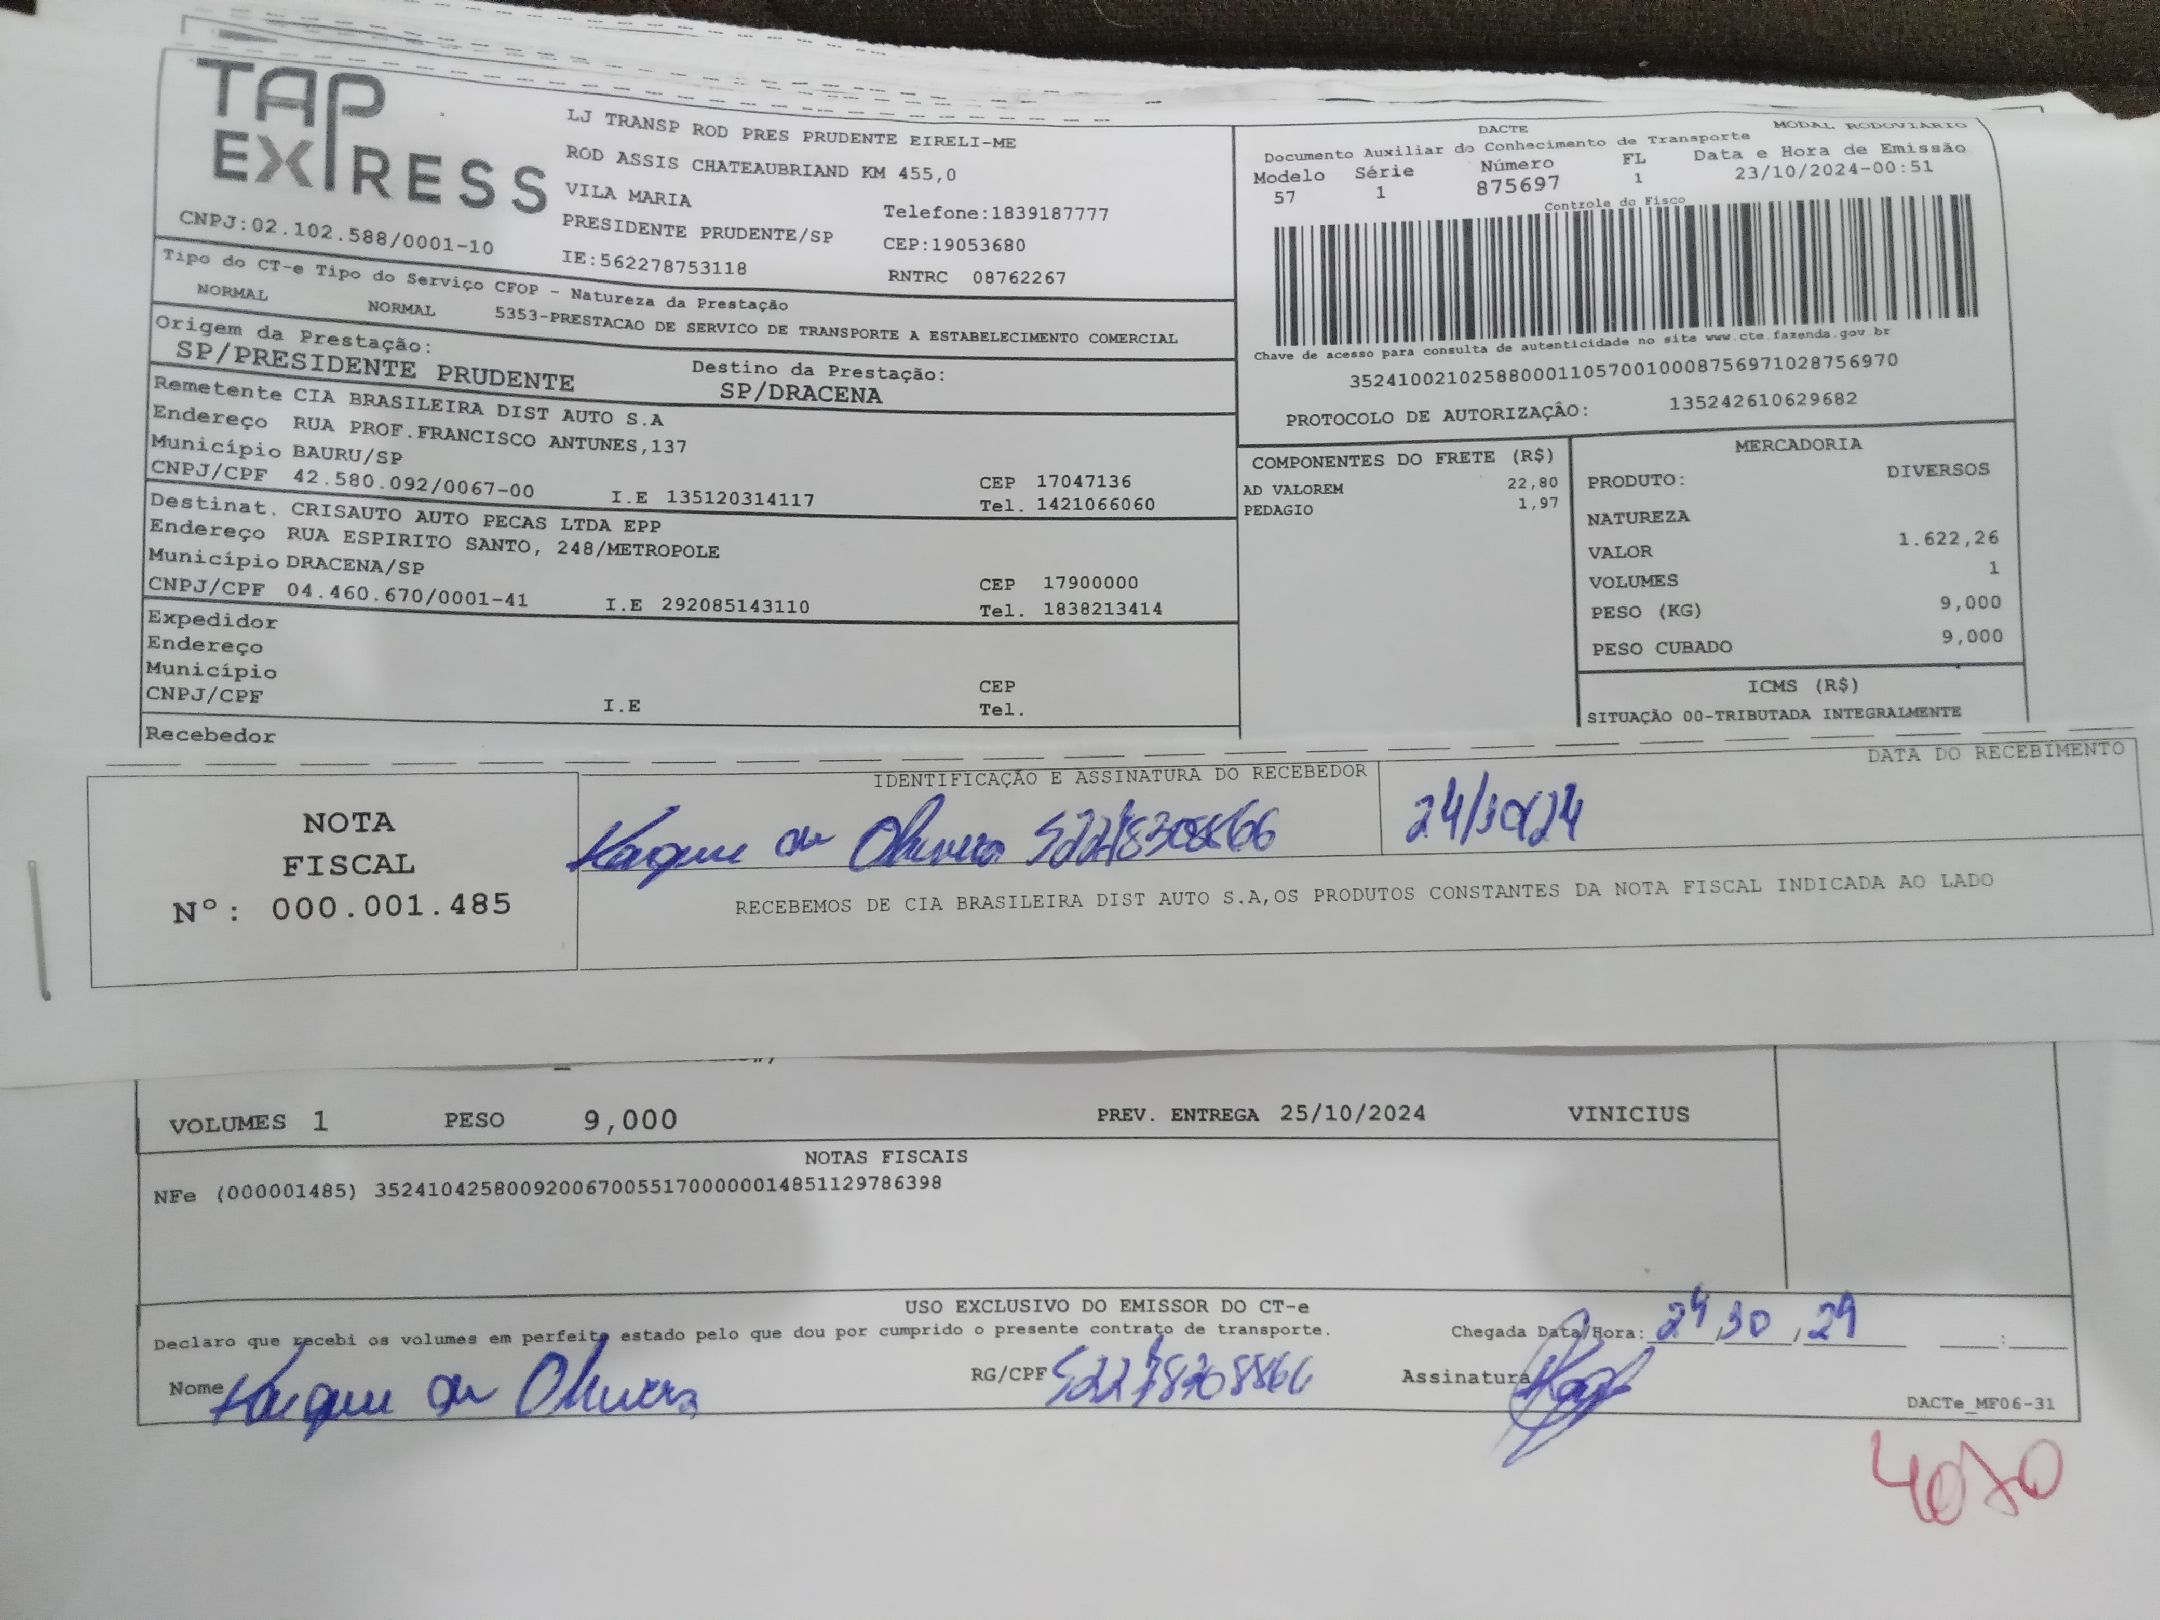 TAP
EXPRESS
CNPJ:02.102.588/0001-10
LJ TRANSP ROD PRES PRUDENTE EIRELI-ME
ROD ASSIS CHATEAUBRIAND KM 455,0
VILA MARIA
Telefone:1839187777
PRESIDENTE PRUDENTE/SP CEP:19053680
IE:562278753118 RNTRC 08762267
DACTE MODAL RODOVIARIO
Documento Auxiliar do Conhecimento de Transporte
Modelo Série Número FL Data e Hora de Emissão
57 1 875697 1 23/10/2024-00:51
Controle do Fisco
Chave de acesso para consulta de autenticidade no site www.cte.fazenda.gov.br
35241002102588000110570010008756971028756970
PROTOCOLO DE AUTORIZAÇÂO: 135242610629682
Tipo do CT-e Tipo do Serviço CFOP - Natureza da Prestação
NORMAL NORMAL 5353-PRESTACAO DE SERVICO DE TRANSPORTE A ESTABELECIMENTO COMERCIAL
Origem da Prestação: Destino da Prestação:
SP/PRESIDENTE PRUDENTE SP/DRACENA
Remetente CIA BRASILEIRA DIST AUTO S.A
Endereço RUA PROF.FRANCISCO ANTUNES,137
Município BAURU/SP CEP 17047136
CNPJ/CPF 42.580.092/0067-00 I.E 135120314117 Tel. 1421066060
Destinat. CRISAUTO AUTO PECAS LTDA EPP
Endereço RUA ESPIRITO SANTO, 248/METROPOLE
Município DRACENA/SP CEP 17900000
CNPJ/CPF 04.460.670/0001-41 I.E 292085143110 Tel. 1838213414
Expedidor
Endereço
Município CEP
CNPJ/CPF I.E Tel.
Recebedor
COMPONENTES DO FRETE (R$)
AD VALOREM 22,80
PEDAGIO 1,97
MERCADORIA
PRODUTO: DIVERSOS
NATUREZA
VALOR 1.622,26
VOLUMES 1
PESO (KG) 9,000
PESO CUBADO 9,000
ICMS (R$)
SITUAÇÃO 00-TRIBUTADA INTEGRALMENTE
NOTA
FISCAL
Nº: 000.001.485
IDENTIFICAÇÃO E ASSINATURA DO RECEBEDOR
Kaique de Oliveira
DATA DO RECEBIMENTO
24/10/24
RECEBEMOS DE CIA BRASILEIRA DIST AUTO S.A,OS PRODUTOS CONSTANTES DA NOTA FISCAL INDICADA AO LADO
VOLUMES 1 PESO 9,000 PREV. ENTREGA 25/10/2024 VINICIUS
NOTAS FISCAIS
NFe (000001485) 35241042580092006700551700000014851129786398
USO EXCLUSIVO DO EMISSOR DO CT-e
Declaro que recebi os volumes em perfeito estado pelo que dou por cumprido o presente contrato de transporte. Chegada Data/Hora: 24 10 24
Nome Kaique de Oliveira RG/CPF Assinatura
DACTe_MF06-31